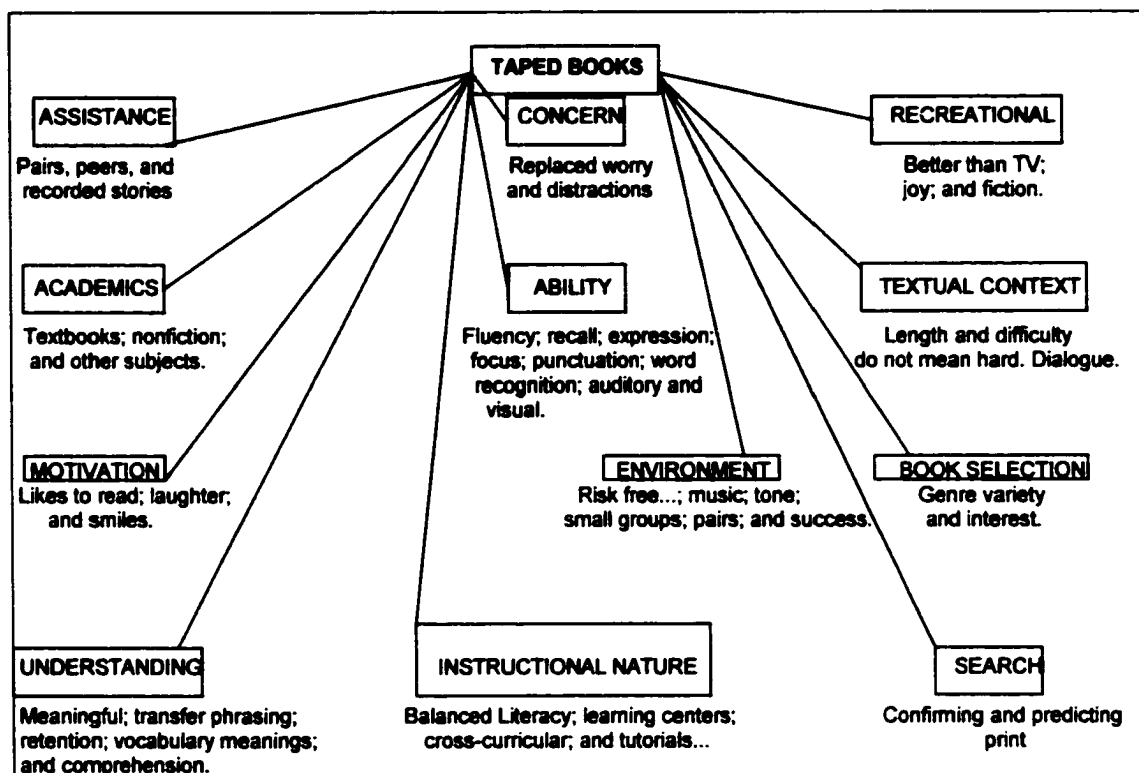 TAPED BOOKS
ASSISTANCE
Pairs, peers, and
recorded stories
CONCERN
Replaced worry
and distractions
RECREATIONAL
Better than TV;
joy; and fiction.
ACADEMICS
Textbooks; nonfiction;
and other subjects.
ABILITY
Fluency; recall; expression;
focus; punctuation; word
recognition; auditory and
visual.
TEXTUAL CONTEXT
Length and difficulty
do not mean hard. Dialogue.
MOTIVATION
Likes to read; laughter;
and smiles.
ENVIRONMENT
Risk free...; music; tone;
small groups; pairs; and success.
BOOK SELECTION
Genre variety
and interest.
UNDERSTANDING
Meaningful; transfer phrasing;
retention; vocabulary meanings;
and comprehension.
INSTRUCTIONAL NATURE
Balanced Literacy; learning centers;
cross-curricular; and tutorials...
SEARCH
Confirming and predicting
print